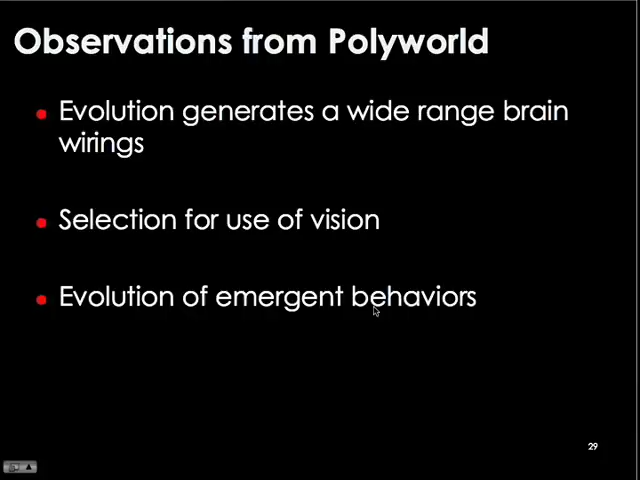 Observations from Polyworld
Evolution generates a wide range brain
wirings
Selection for use of vision
Evolution of emergent behaviors
29